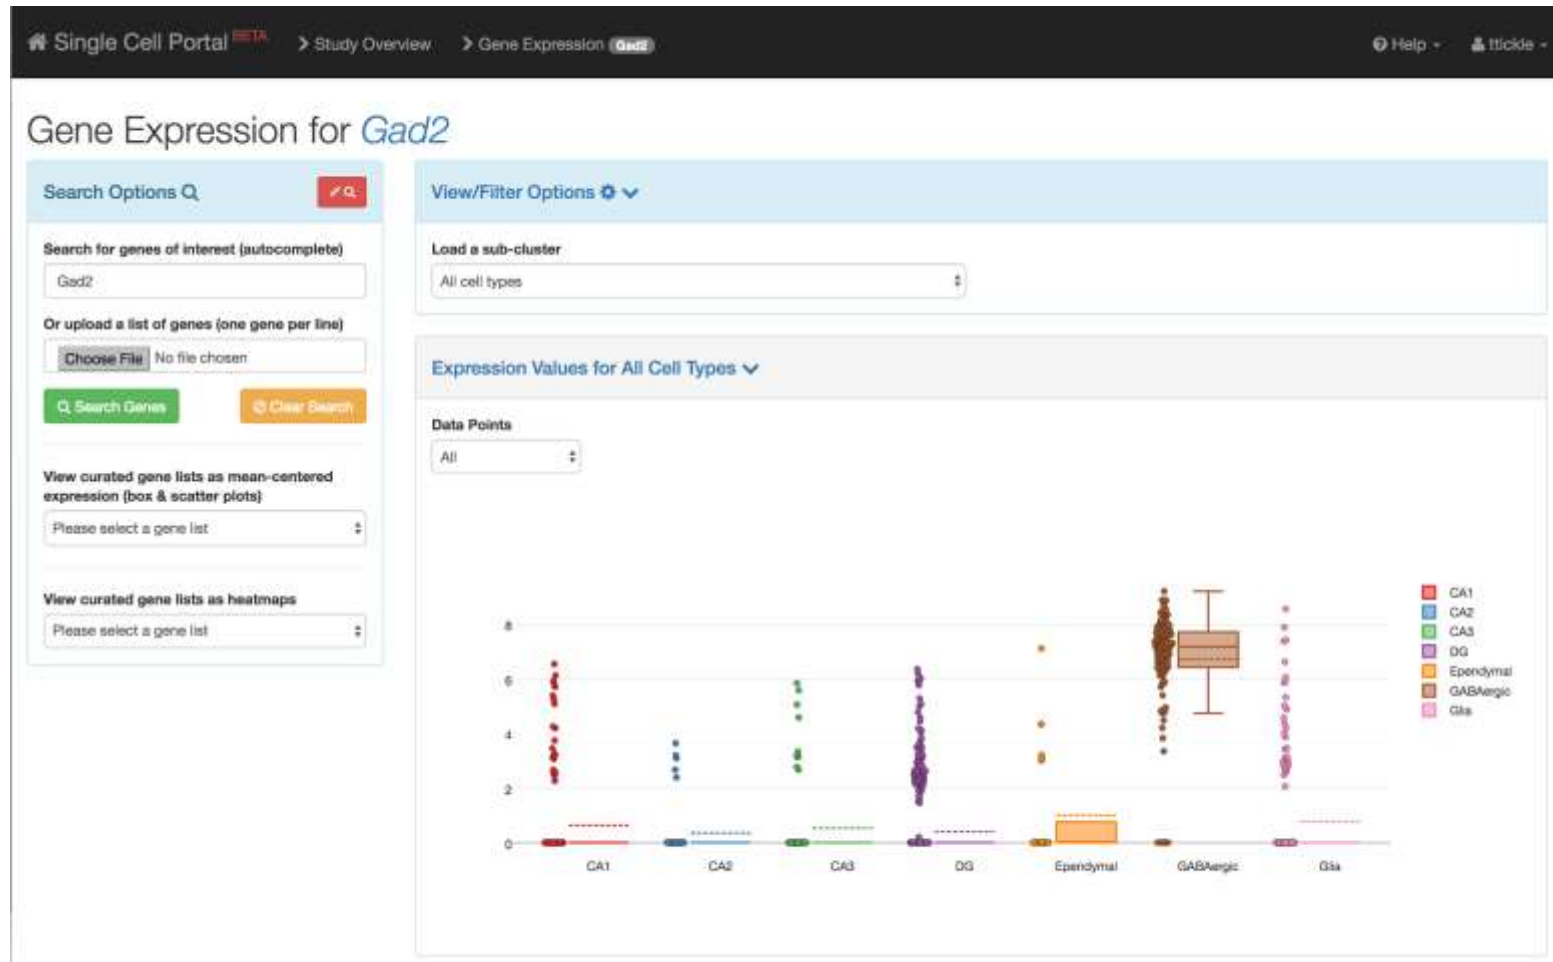 Single Cell Portal BETA > Study Overview > Gene Expression Gad2 Help ttickle
Gene Expression for Gad2
Search Options
Search for genes of interest (autocomplete)
Gad2
Or upload a list of genes (one gene per line)
Choose File No file chosen
Search Genes Clear Search
View curated gene lists as mean-centered
expression (box & scatter plots)
Please select a gene list
View curated gene lists as heatmaps
Please select a gene list
View/Filter Options
Load a sub-cluster
All cell types
Expression Values for All Cell Types
Data Points
All
8
6
4
2
0
CA1 CA2 CA3 DG Ependymal GABAergic Glia
CA1
CA2
CA3
DG
Ependymal
GABAergic
Glia